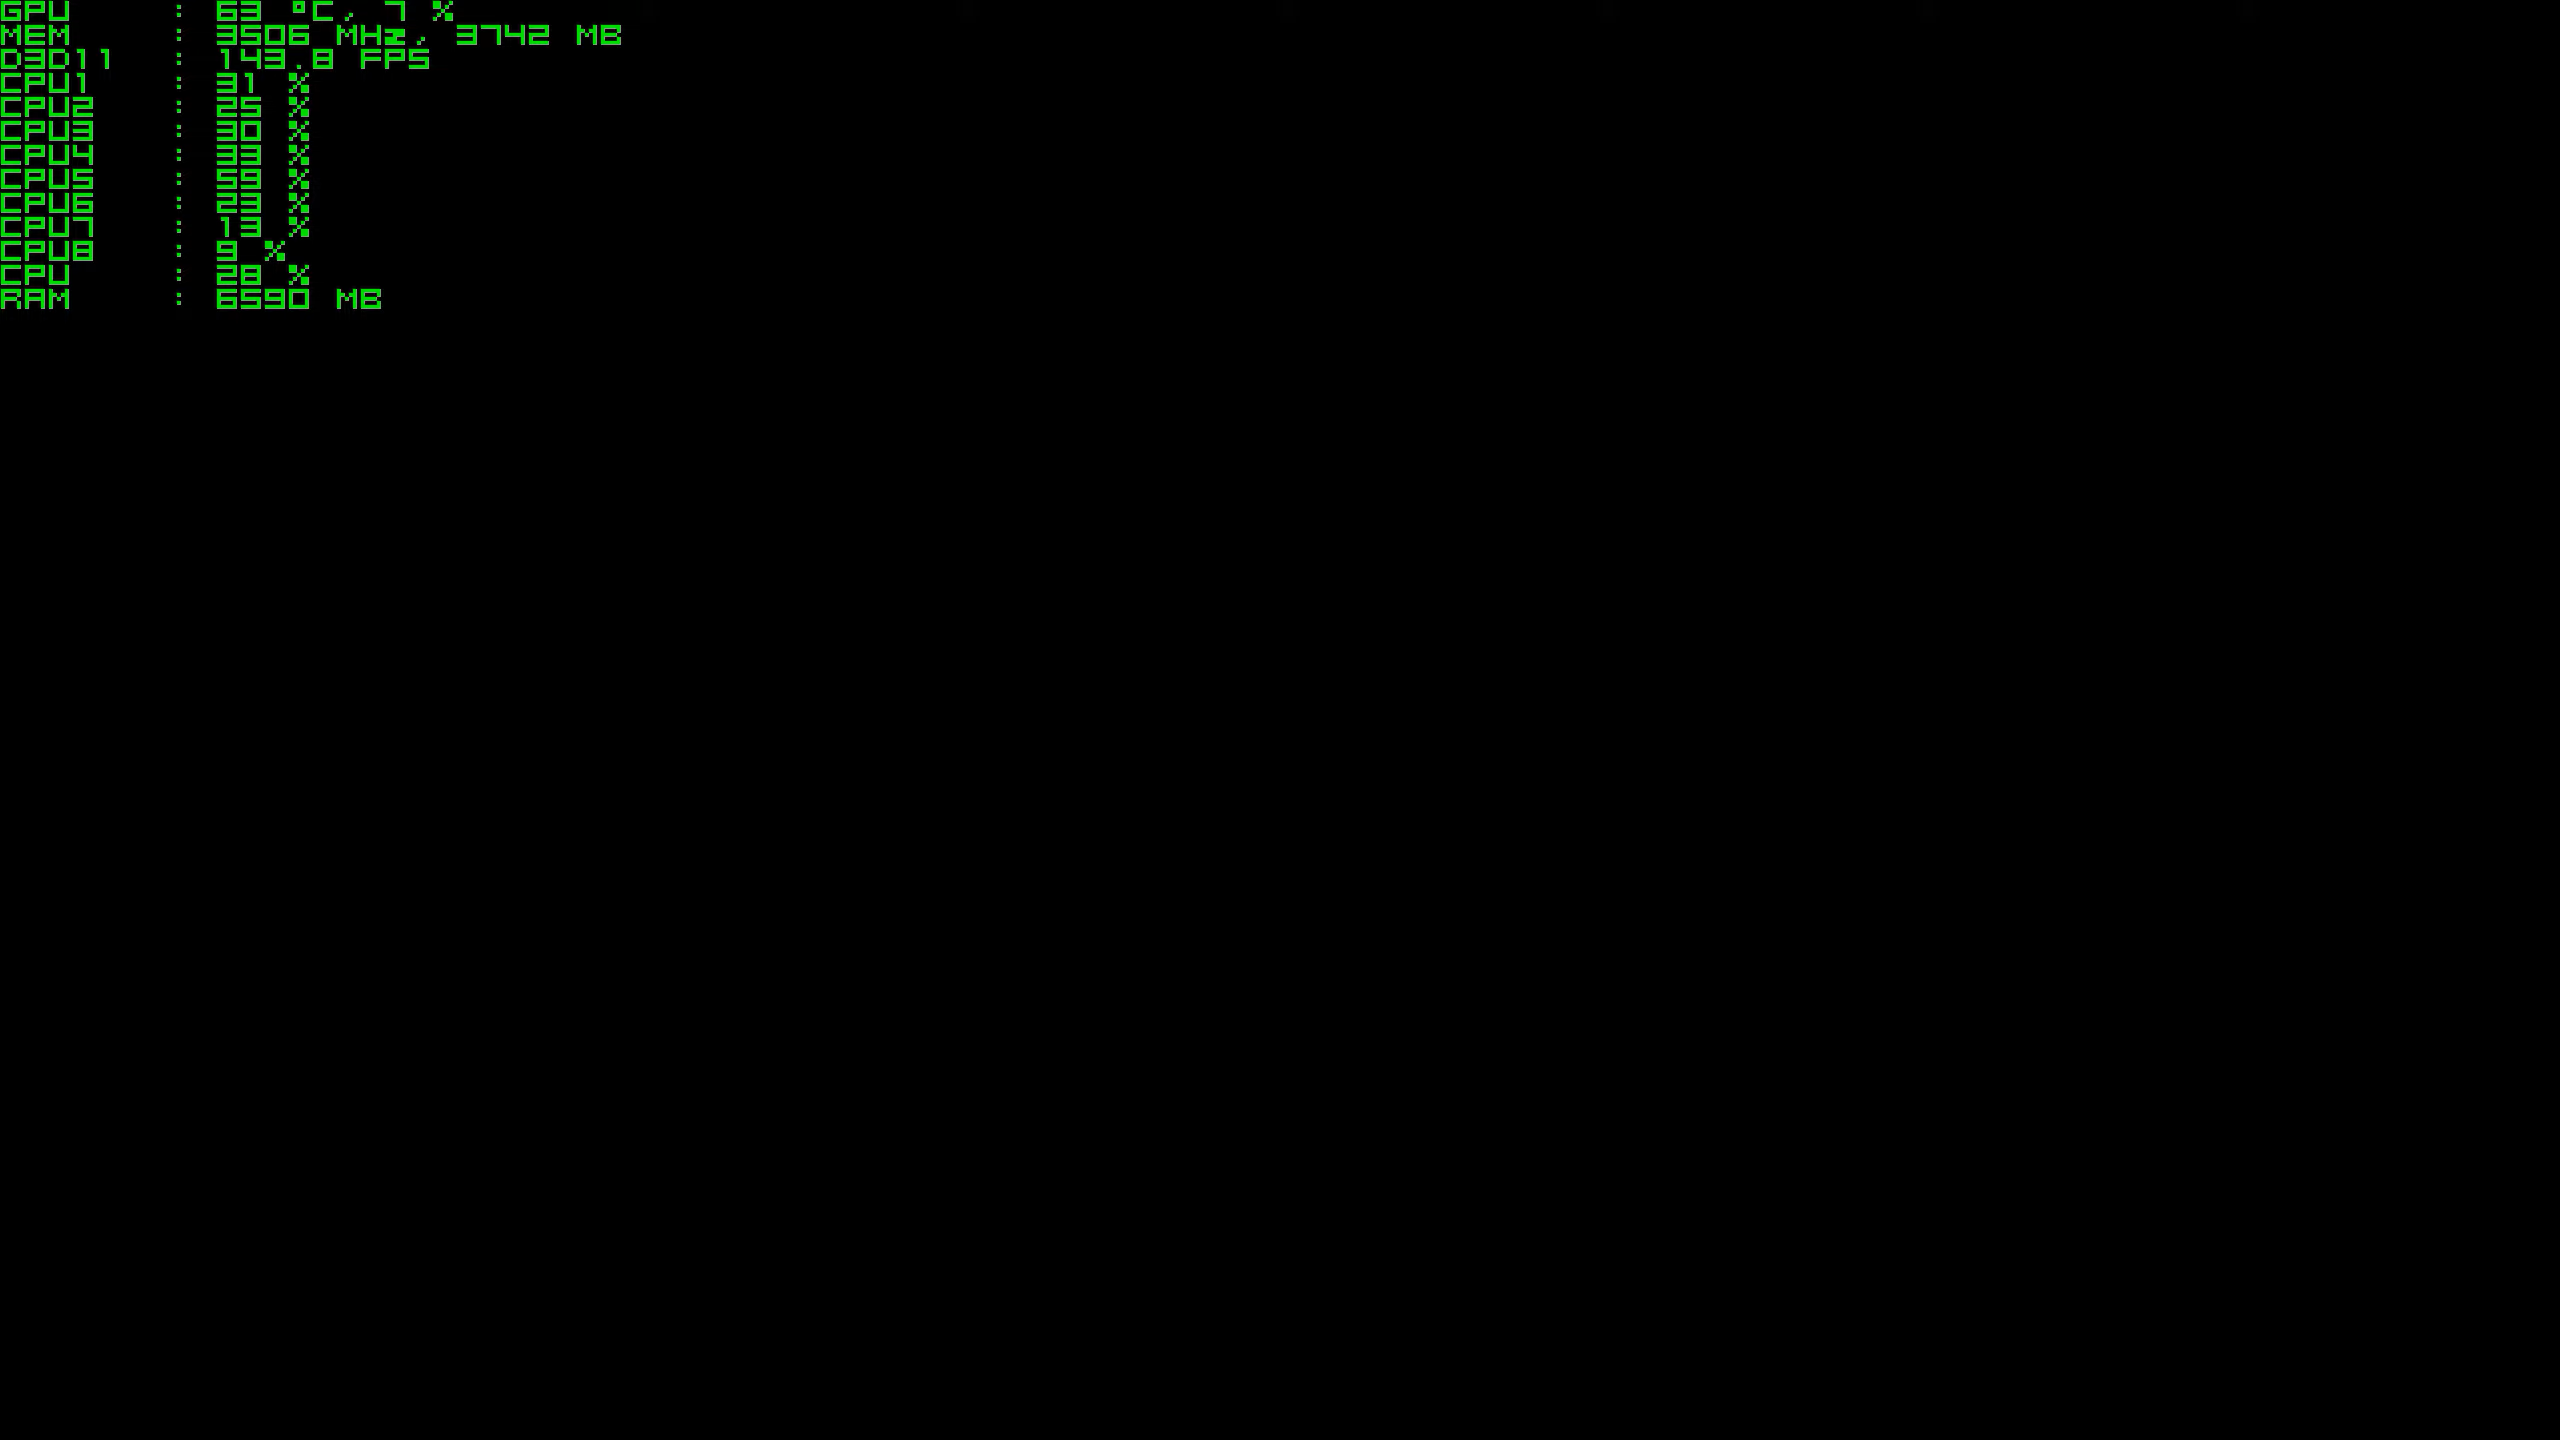 GPU : 63 °C, 7 %
MEM : 3506 MHz, 3742 MB
D3D11 : 143.8 FPS
CPU1 : 31 %
CPU2 : 25 %
CPU3 : 30 %
CPU4 : 33 %
CPU5 : 59 %
CPU6 : 23 %
CPU7 : 13 %
CPU8 : 9 %
CPU : 28 %
RAM : 6590 MB